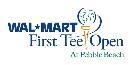 WAL★MART
First Tee Open
At Pebble Beach